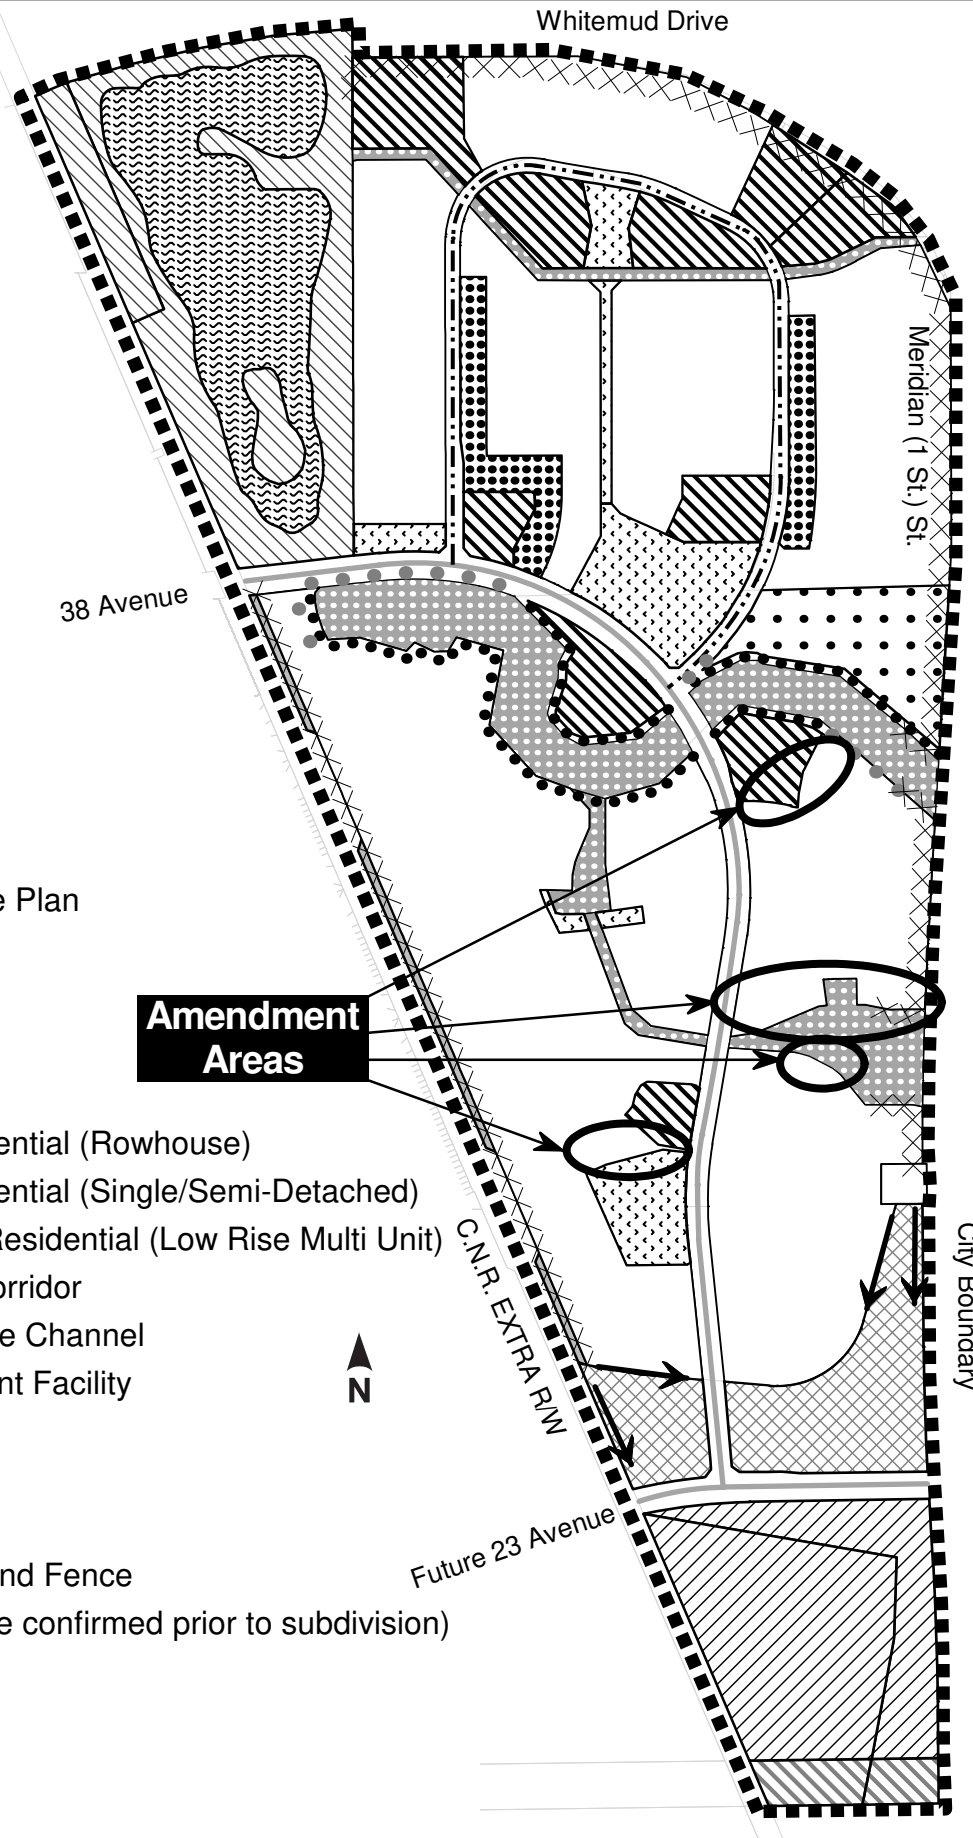 Whitemud Drive
Meridian (1 St.) St.
38 Avenue
e Plan
Amendment
Areas
ential (Rowhouse)
ential (Single/Semi-Detached)
Residential (Low Rise Multi Unit)
orridor
e Channel
nt Facility
N
C.N.R. EXTRA R/W
City Boundary
Future 23 Avenue
nd Fence
e confirmed prior to subdivision)